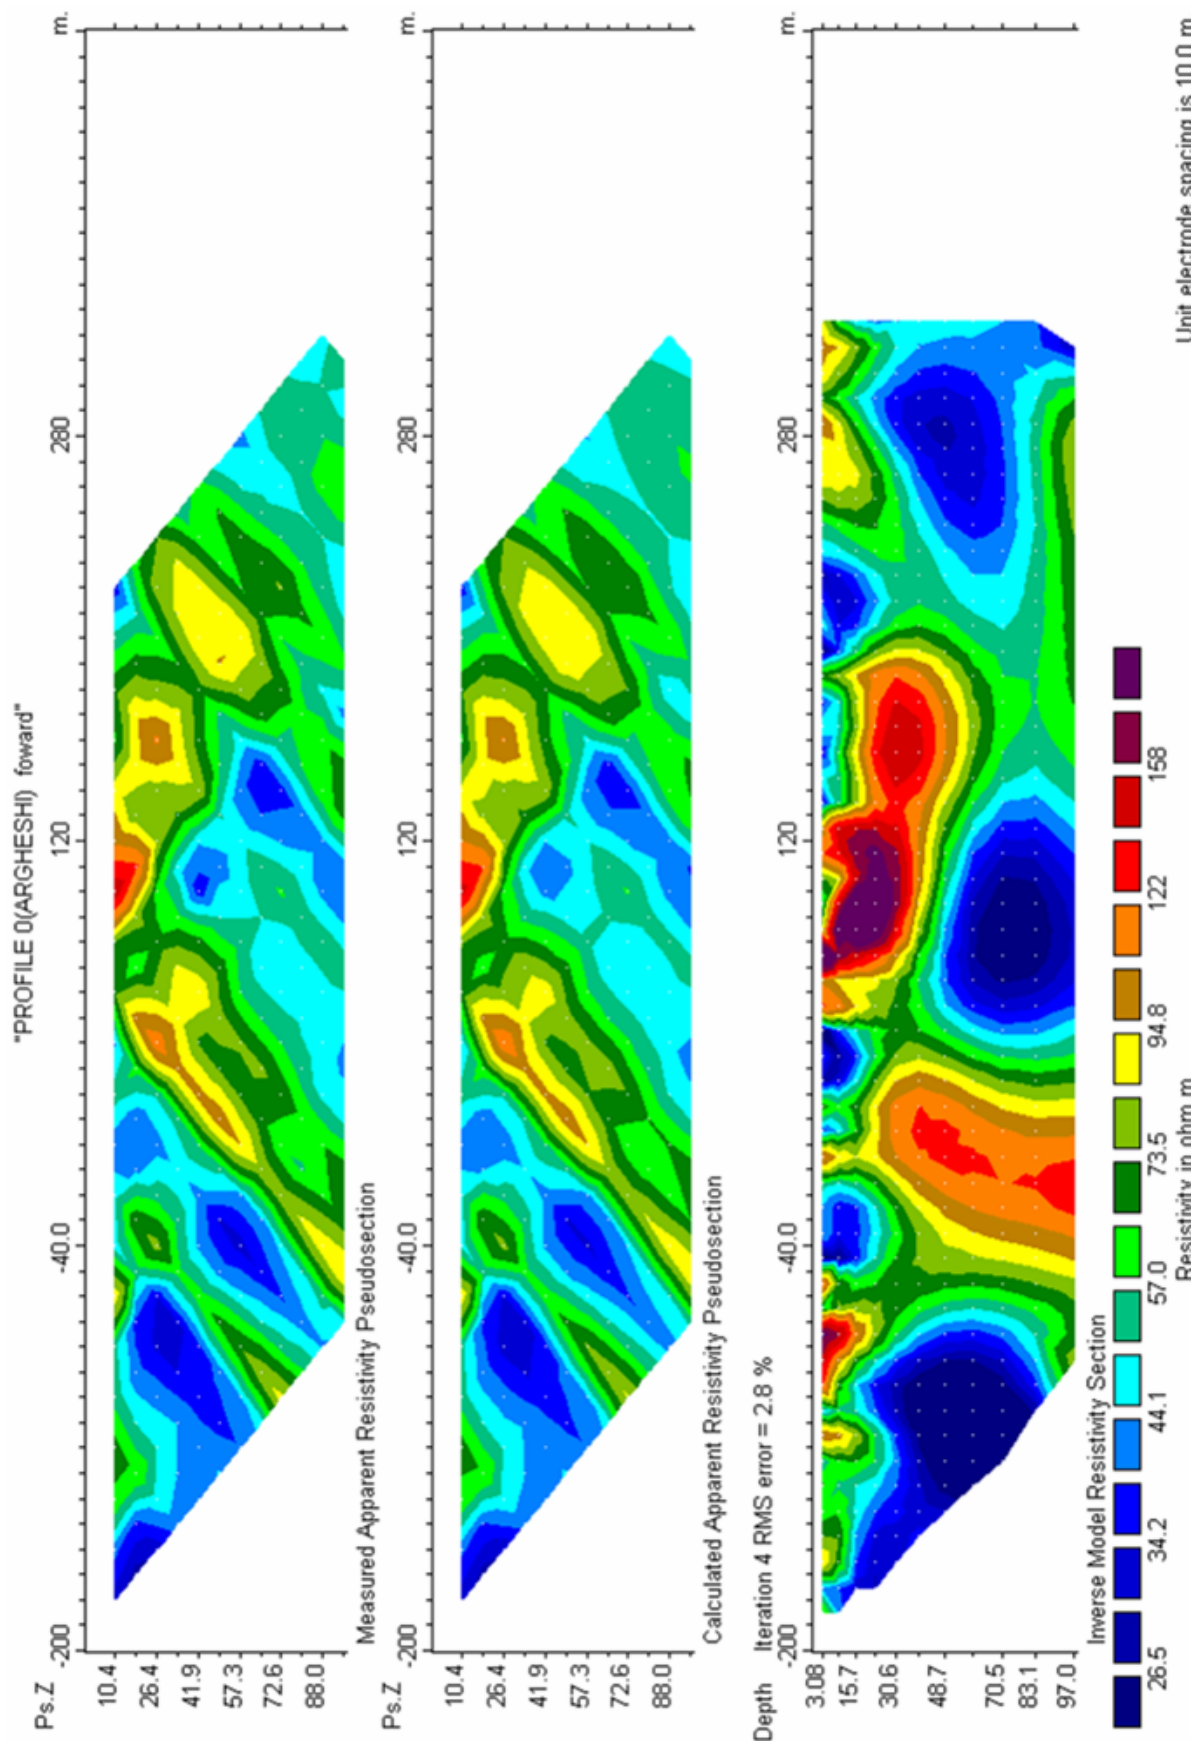 "PROFILE 0(ARGHESHI) foward"
Ps.Z -200 -40.0 120 280 m.
10.4
26.4
41.9
57.3
72.6
88.0
Measured Apparent Resistivity Pseudosection
Ps.Z -200 -40.0 120 280 m.
10.4
26.4
41.9
57.3
72.6
88.0
Calculated Apparent Resistivity Pseudosection
Depth Iteration 4 RMS error = 2.8 %
-200 -40.0 120 280 m.
3.08
15.7
30.6
48.7
70.5
83.1
97.0
Inverse Model Resistivity Section
26.5 34.2 44.1 57.0 73.5 94.8 122 158
Resistivity in ohm.m
Unit electrode spacing is 10.0 m